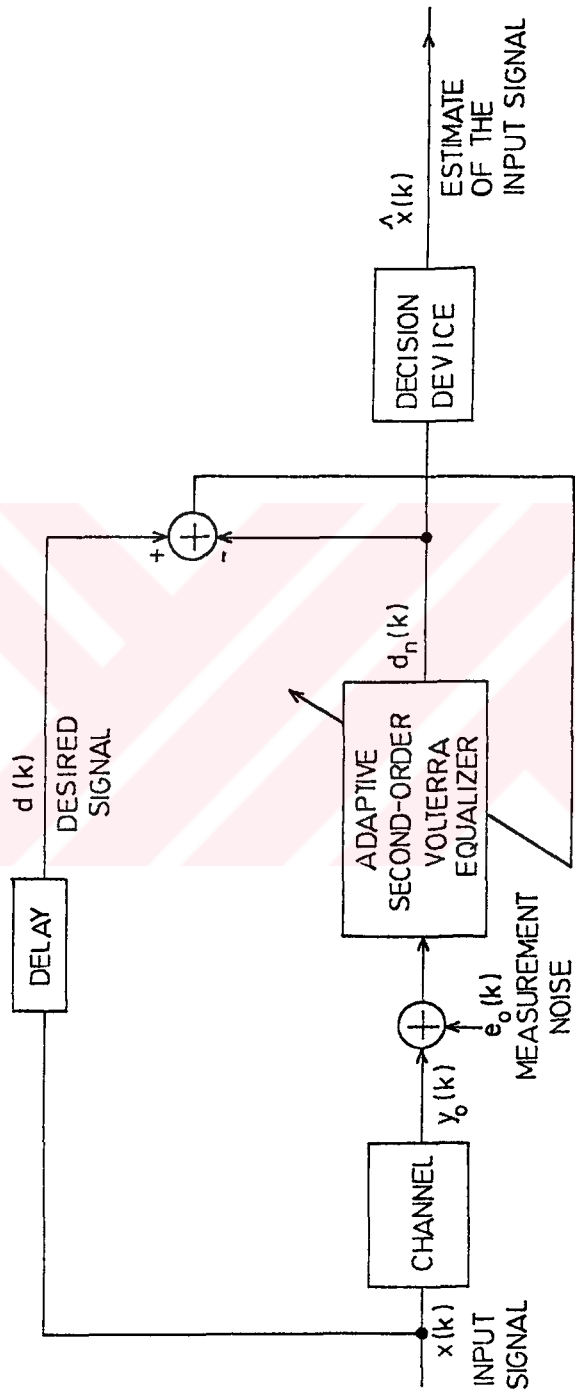 d(k)
DESIRED
SIGNAL
DELAY
+
-
x(k)
INPUT
SIGNAL
CHANNEL
y₀(k)
e₀(k)
MEASUREMENT
NOISE
ADAPTIVE
SECOND-ORDER
VOLTERRA
EQUALIZER
dₙ(k)
DECISION
DEVICE
x̂(k)
ESTIMATE
OF THE
INPUT SIGNAL